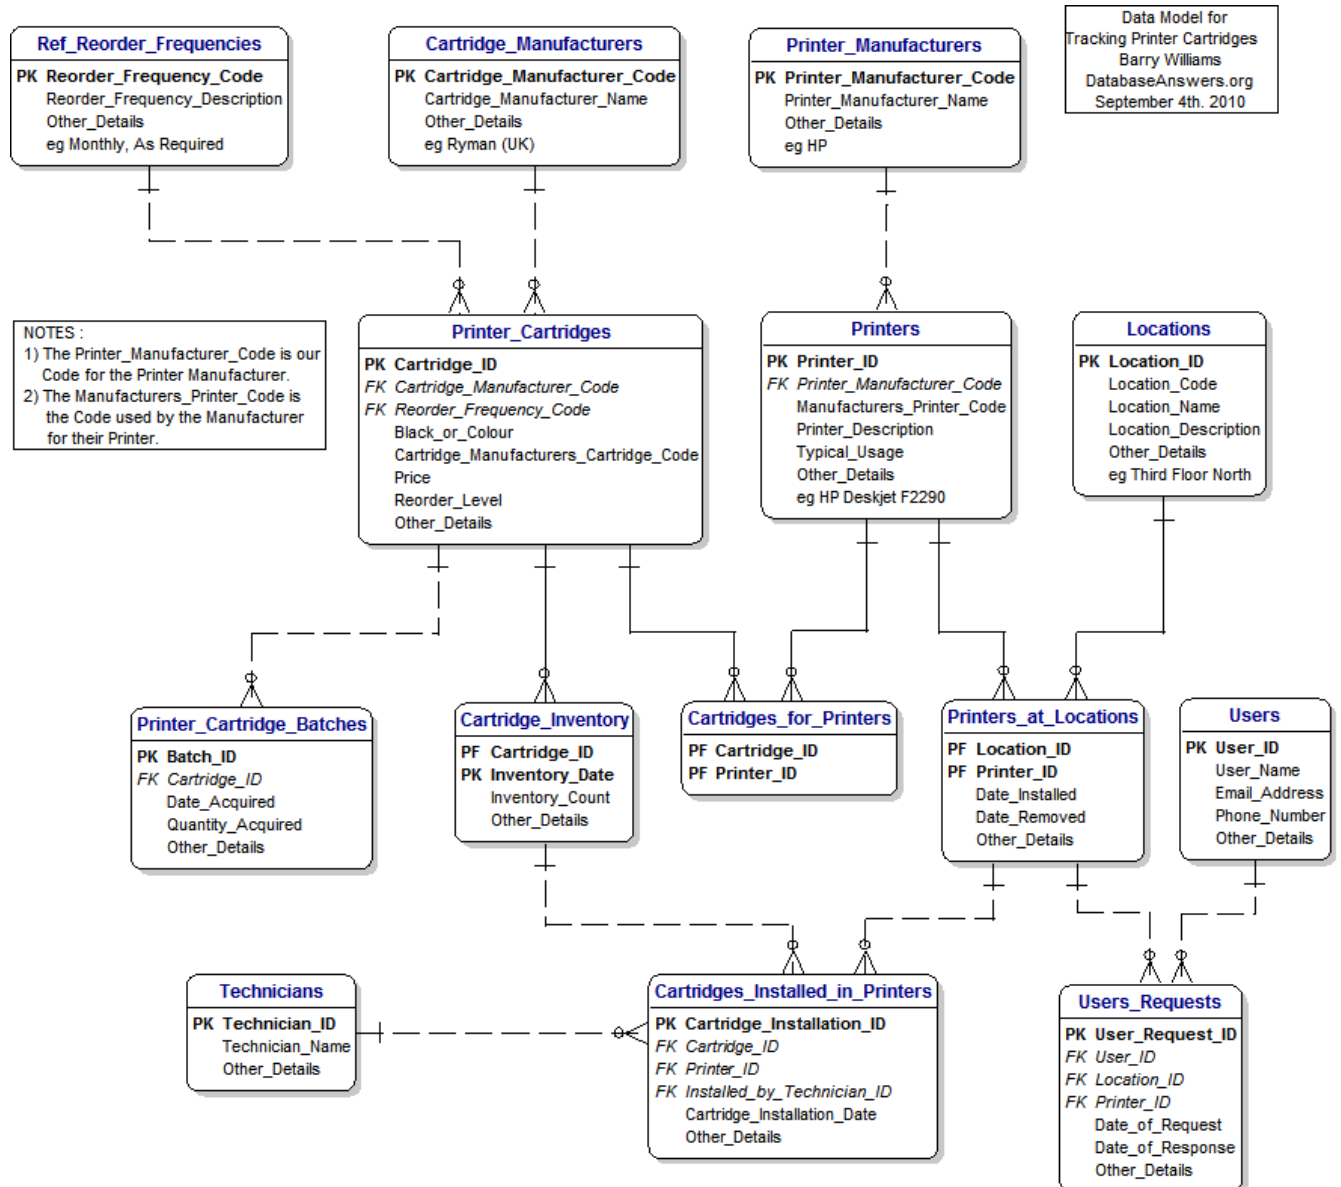 Data Model for
Tracking Printer Cartridges
Barry Williams
DatabaseAnswers.org
September 4th. 2010
Ref_Reorder_Frequencies
PK Reorder_Frequency_Code
Reorder_Frequency_Description
Other_Details
eg Monthly, As Required
Cartridge_Manufacturers
PK Cartridge_Manufacturer_Code
Cartridge_Manufacturer_Name
Other_Details
eg Ryman (UK)
Printer_Manufacturers
PK Printer_Manufacturer_Code
Printer_Manufacturer_Name
Other_Details
eg HP
NOTES :
1) The Printer_Manufacturer_Code is our
Code for the Printer Manufacturer.
2) The Manufacturers_Printer_Code is
the Code used by the Manufacturer
for their Printer.
Printer_Cartridges
PK Cartridge_ID
FK Cartridge_Manufacturer_Code
FK Reorder_Frequency_Code
Black_or_Colour
Cartridge_Manufacturers_Cartridge_Code
Price
Reorder_Level
Other_Details
Printers
PK Printer_ID
FK Printer_Manufacturer_Code
Manufacturers_Printer_Code
Printer_Description
Typical_Usage
Other_Details
eg HP Deskjet F2290
Locations
PK Location_ID
Location_Code
Location_Name
Location_Description
Other_Details
eg Third Floor North
Printer_Cartridge_Batches
PK Batch_ID
FK Cartridge_ID
Date_Acquired
Quantity_Acquired
Other_Details
Cartridge_Inventory
PF Cartridge_ID
PK Inventory_Date
Inventory_Count
Other_Details
Cartridges_for_Printers
PF Cartridge_ID
PF Printer_ID
Printers_at_Locations
PF Location_ID
PF Printer_ID
Date_Installed
Date_Removed
Other_Details
Users
PK User_ID
User_Name
Email_Address
Phone_Number
Other_Details
Technicians
PK Technician_ID
Technician_Name
Other_Details
Cartridges_Installed_in_Printers
PK Cartridge_Installation_ID
FK Cartridge_ID
FK Printer_ID
FK Installed_by_Technician_ID
Cartridge_Installation_Date
Other_Details
Users_Requests
PK User_Request_ID
FK User_ID
FK Location_ID
FK Printer_ID
Date_of_Request
Date_of_Response
Other_Details